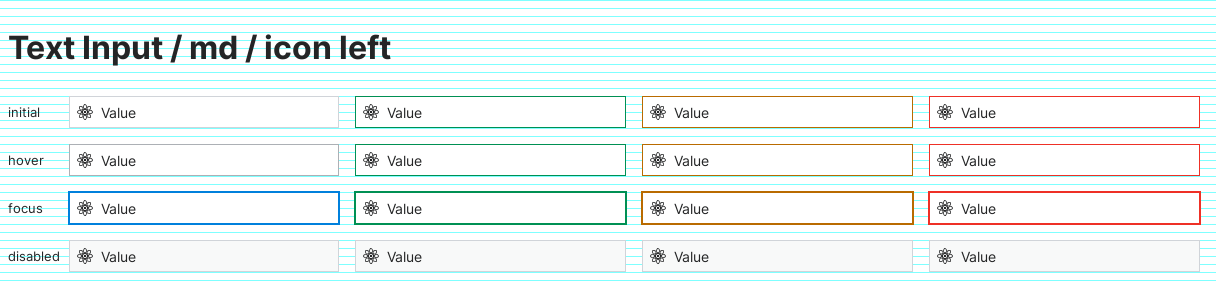 Text Input / md / icon left
initial Value Value Value Value
hover Value Value Value Value
focus Value Value Value Value
disabled Value Value Value Value